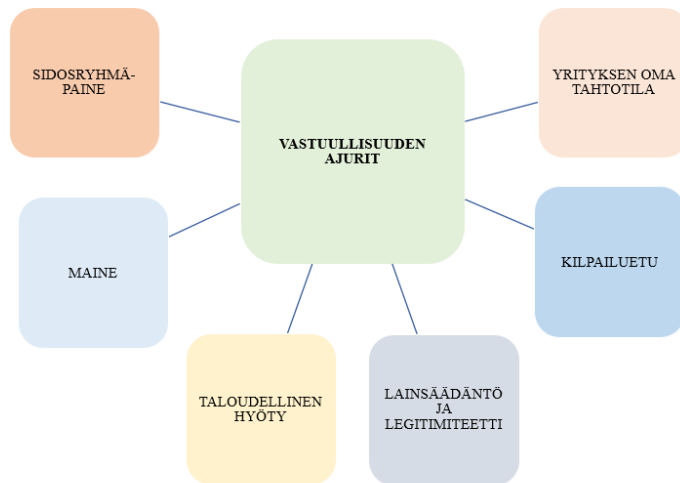 SIDOSRYHMÄ-
PAINE
VASTUULLISUUDEN
AJURIT
YRITYKSEN OMA
TAHTOTILA
MAINE
KILPAILUETU
TALOUDELLINEN
HYÖTY
LAINSÄÄDÄNTÖ
JA
LEGITIMITEETTI